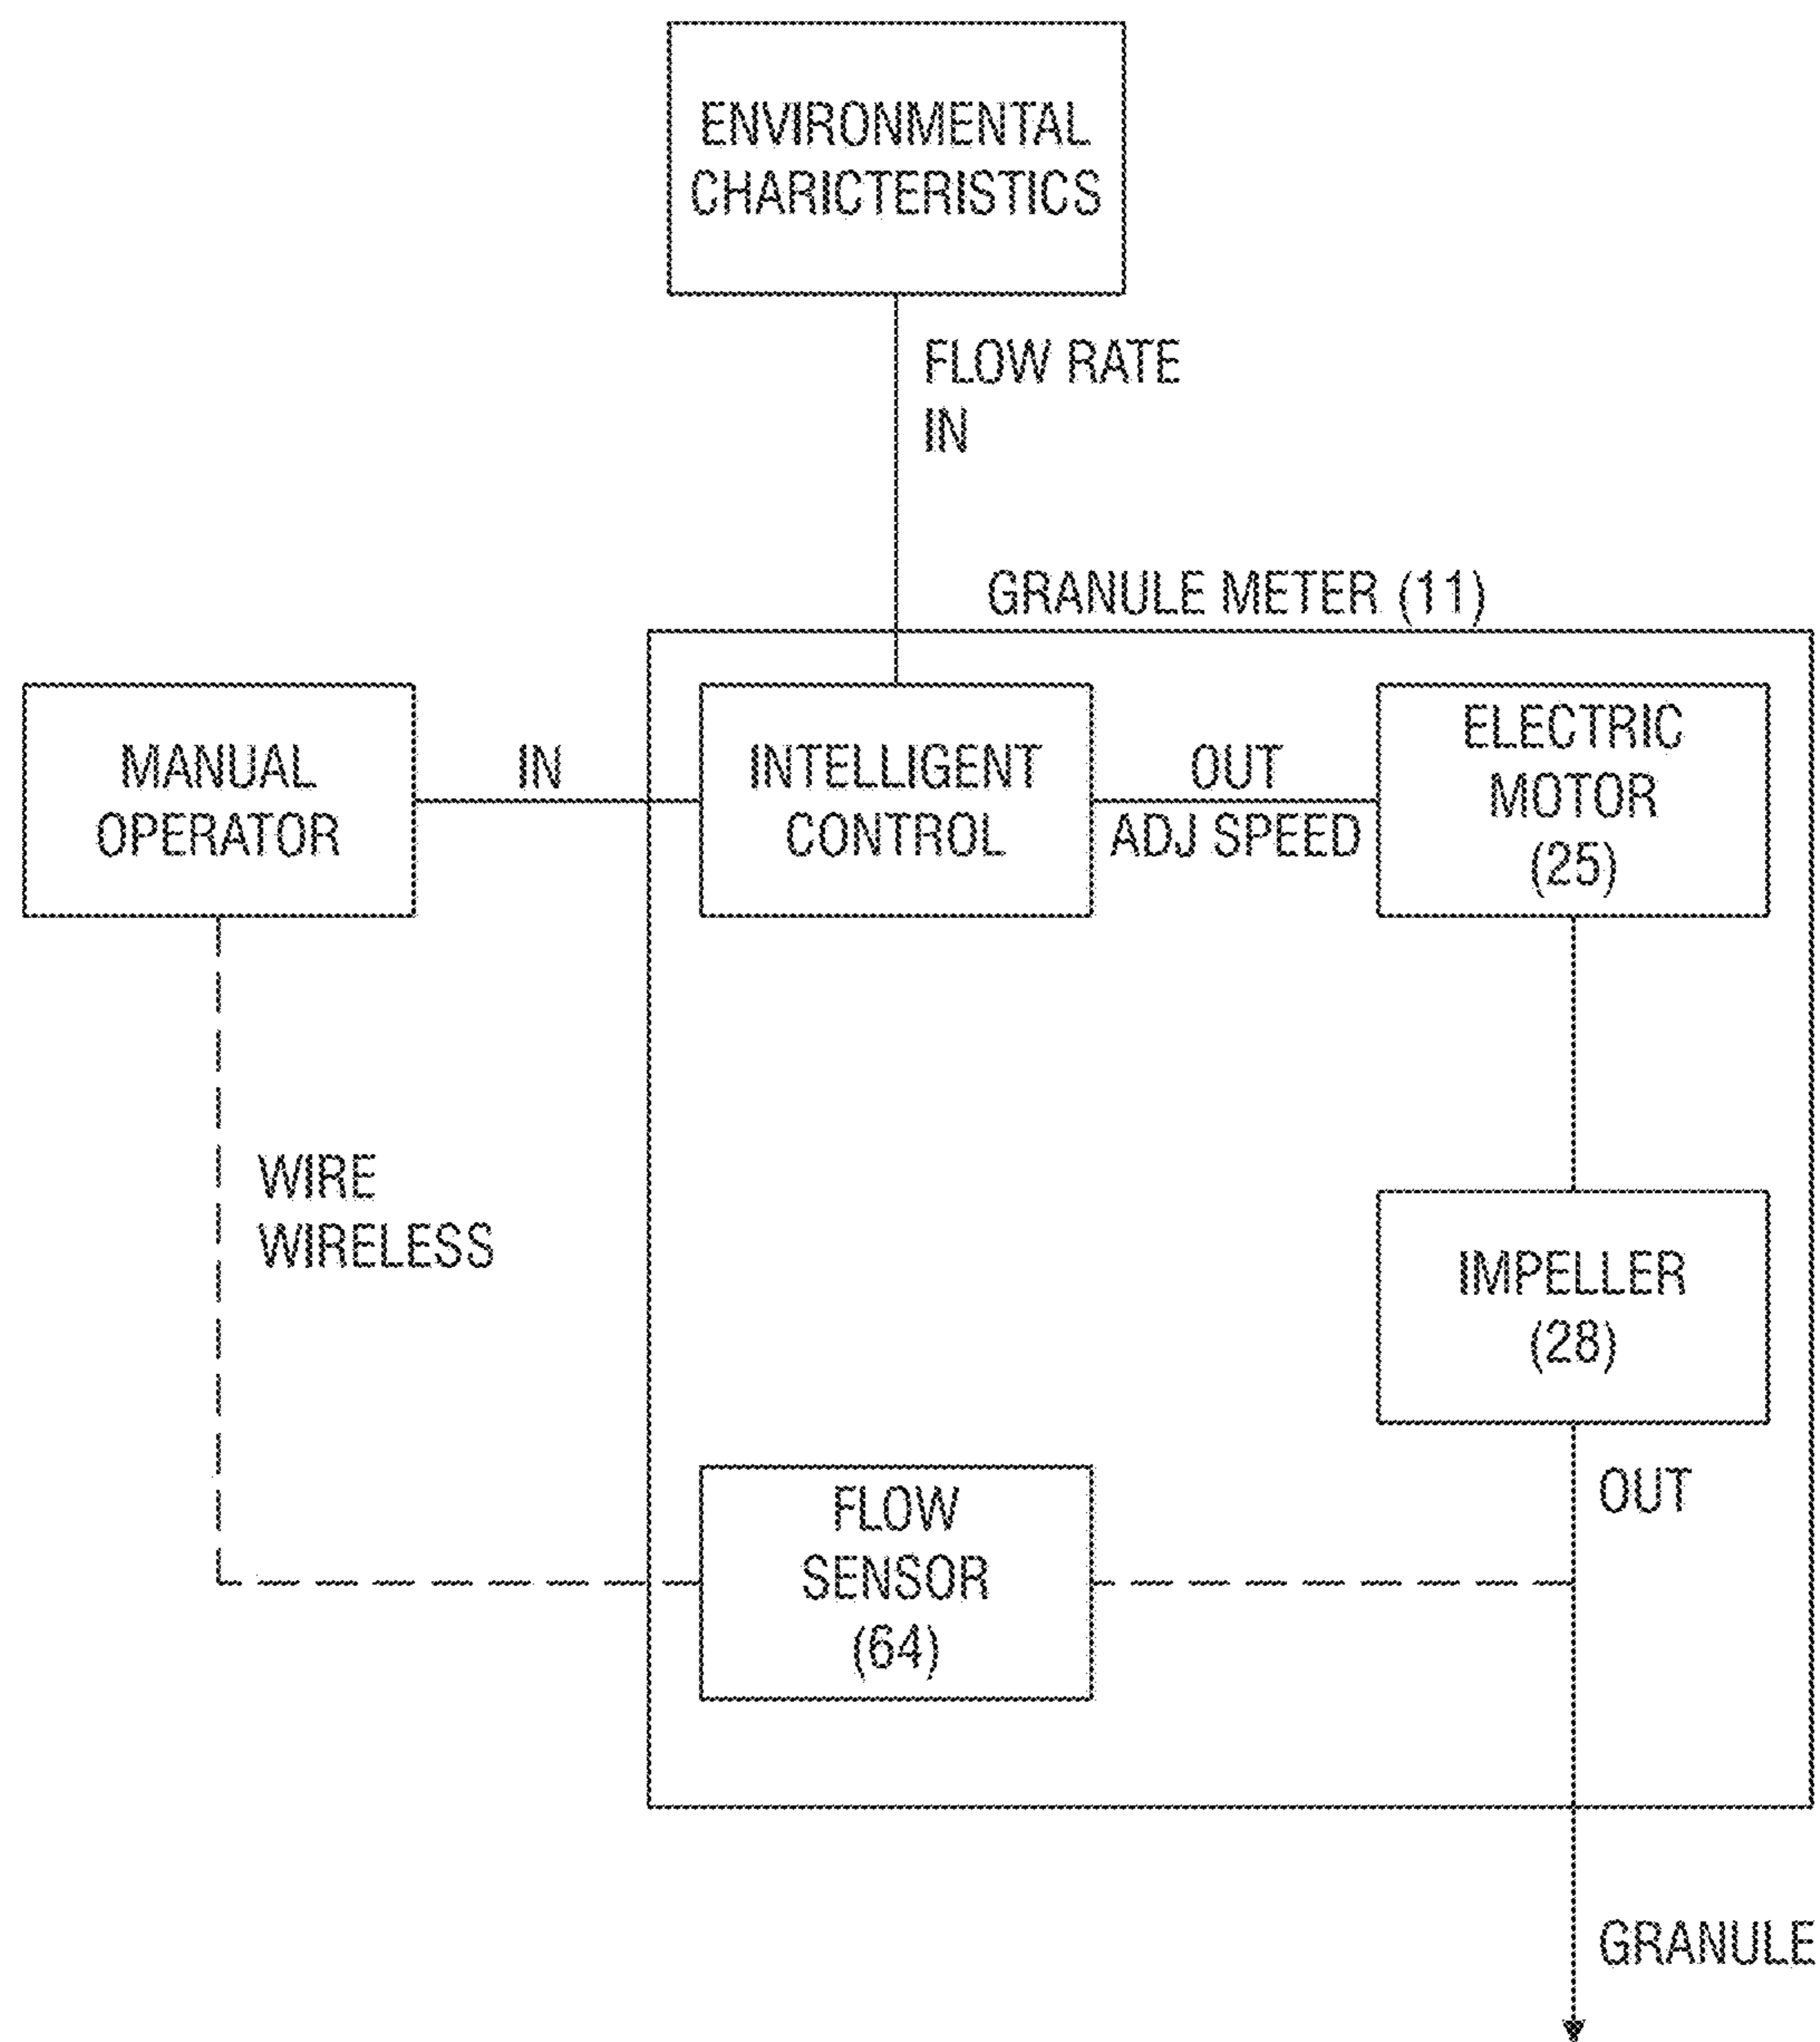 ENVIRONMENTAL
CHARICTERISTICS
FLOW RATE
IN
GRANULE METER (11)
MANUAL
OPERATOR
IN
INTELLIGENT
CONTROL
OUT
ADJ SPEED
ELECTRIC
MOTOR
(25)
WIRE
WIRELESS
IMPELLER
(28)
FLOW
SENSOR
(64)
OUT
GRANULE